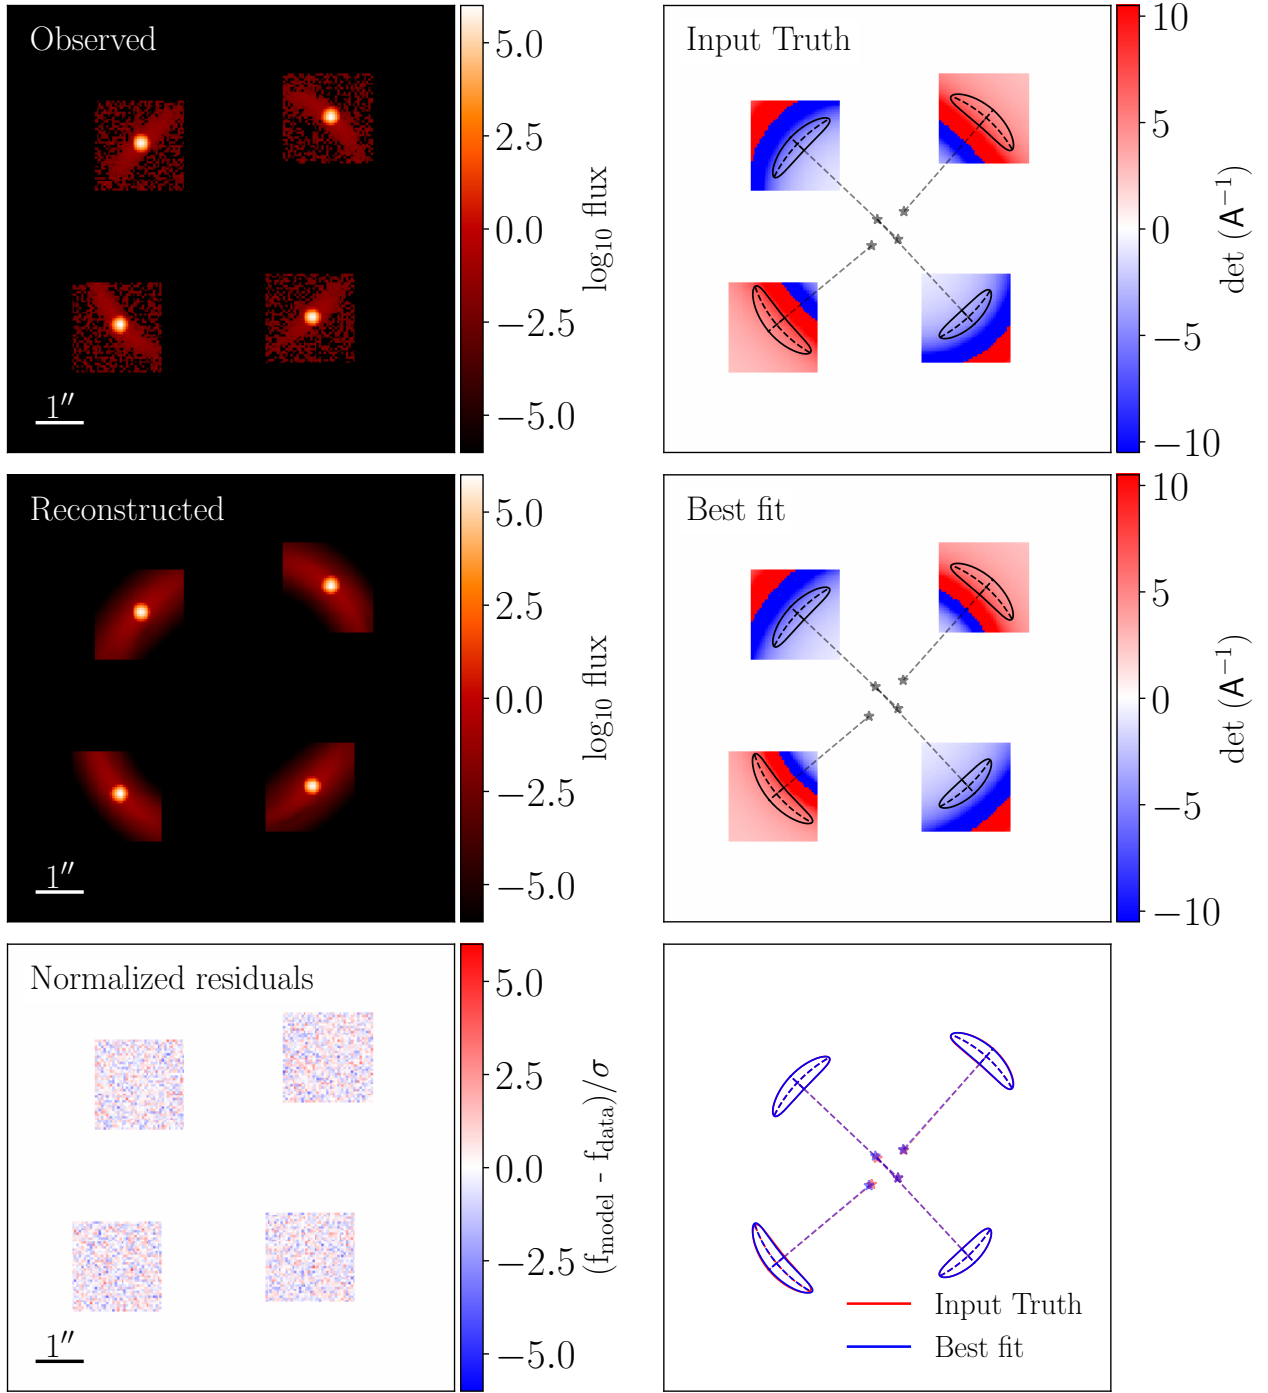 Observed
1″
5.0
2.5
0.0
−2.5
−5.0
log10 flux
Input Truth
10
5
0
−5
−10
det (A−1)
Reconstructed
1″
5.0
2.5
0.0
−2.5
−5.0
log10 flux
Best fit
10
5
0
−5
−10
det (A−1)
Normalized residuals
1″
5.0
2.5
0.0
−2.5
−5.0
(fmodel - fdata)/σ
Input Truth
Best fit